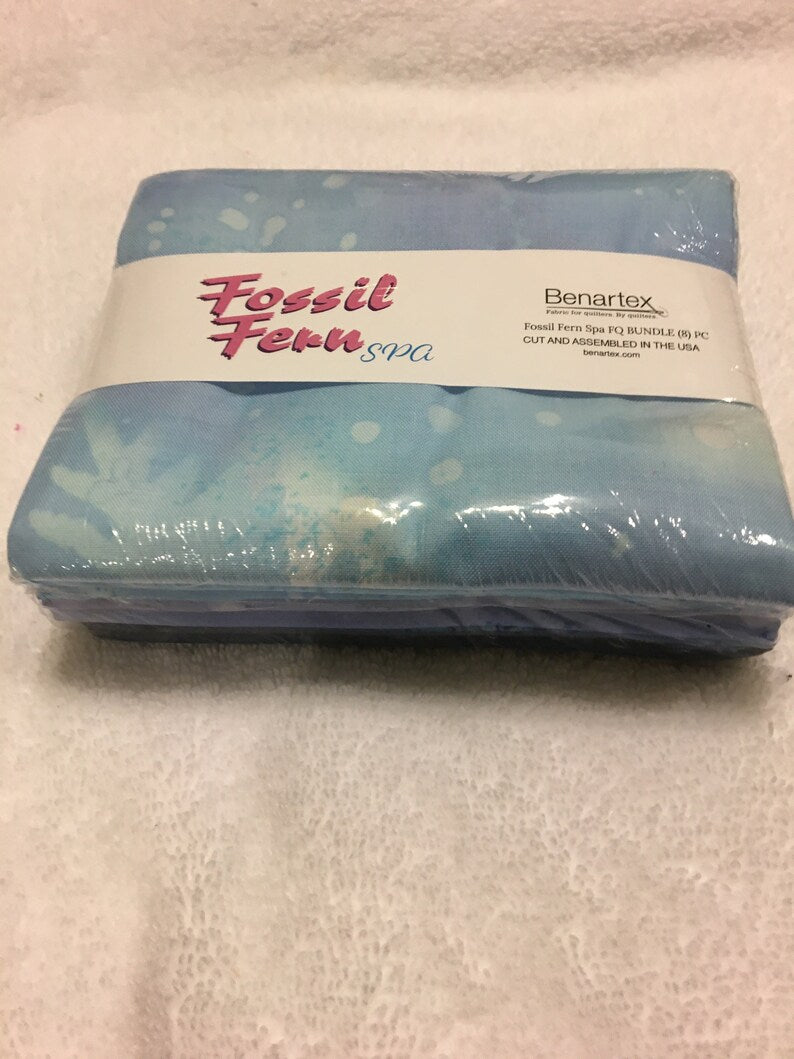 Fossil
Fern SPA
Benartex
Fabric for quilters. By quilters.
Fossil Fern Spa FQ BUNDLE (8) PC
CUT AND ASSEMBLED IN THE USA
benartex.com